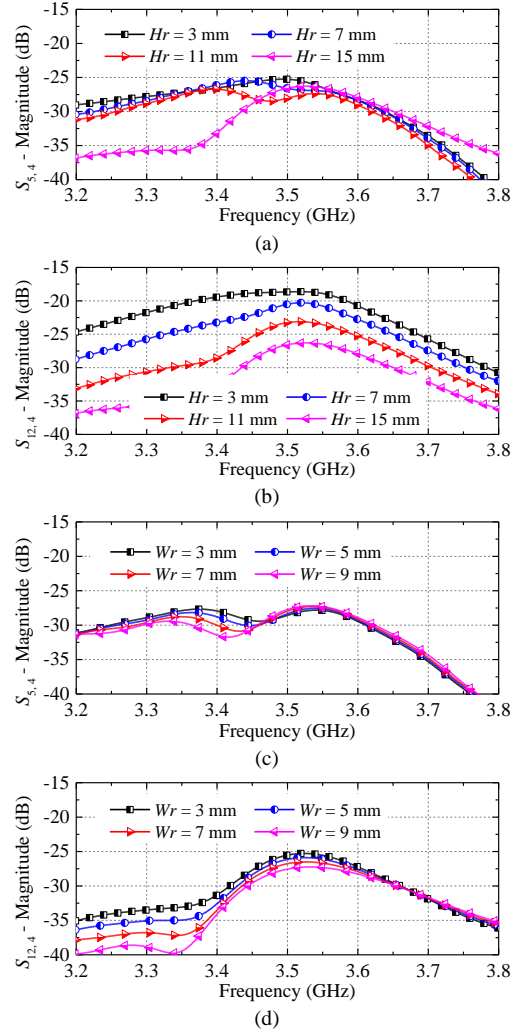 -15
-20
-25
-30
-35
-40
S5, 4 - Magnitude (dB)
Hr = 3 mm Hr = 7 mm
Hr = 11 mm Hr = 15 mm
3.2 3.3 3.4 3.5 3.6 3.7 3.8
Frequency (GHz)
(a)
-15
-20
-25
-30
-35
-40
S12, 4 - Magnitude (dB)
Hr = 3 mm Hr = 7 mm
Hr = 11 mm Hr = 15 mm
3.2 3.3 3.4 3.5 3.6 3.7 3.8
Frequency (GHz)
(b)
-15
-20
-25
-30
-35
-40
S5, 4 - Magnitude (dB)
Wr = 3 mm Wr = 5 mm
Wr = 7 mm Wr = 9 mm
3.2 3.3 3.4 3.5 3.6 3.7 3.8
Frequency (GHz)
(c)
-15
-20
-25
-30
-35
-40
S12, 4 - Magnitude (dB)
Wr = 3 mm Wr = 5 mm
Wr = 7 mm Wr = 9 mm
3.2 3.3 3.4 3.5 3.6 3.7 3.8
Frequency (GHz)
(d)